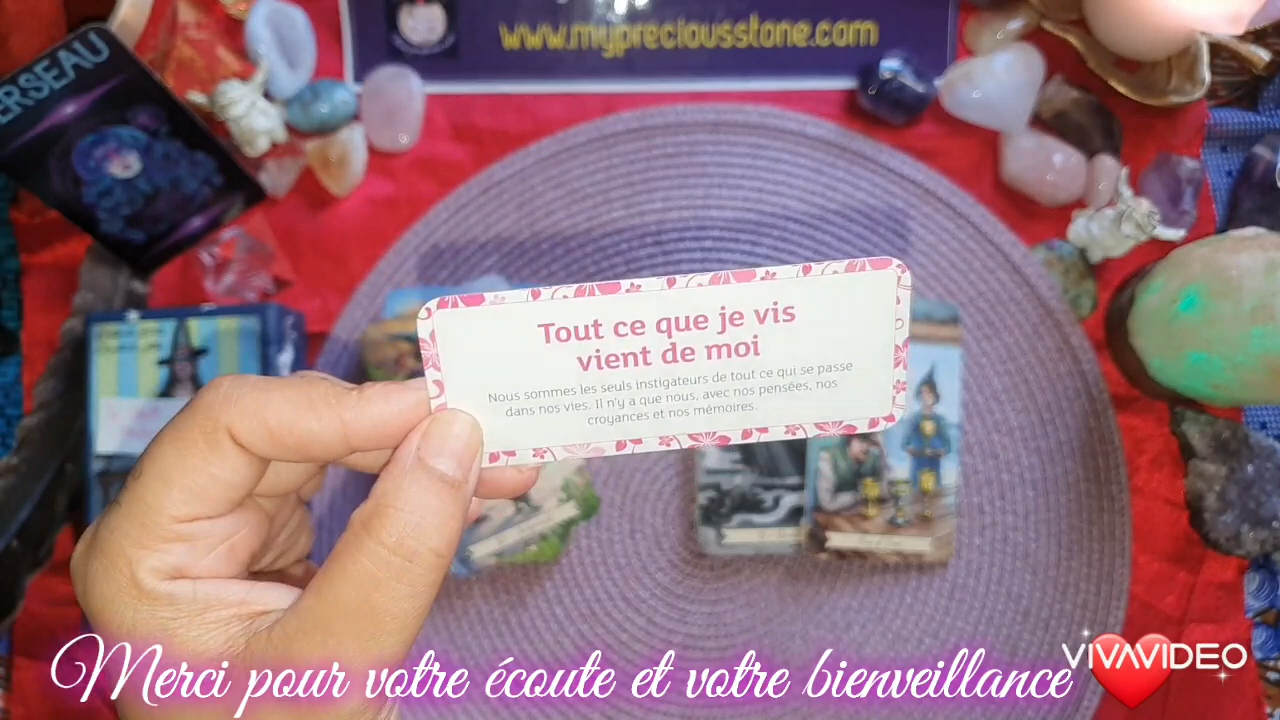 www.mypreciousstone.com
VERSEAU
Tout ce que je vis
vient de moi
Nous sommes les seuls instigateurs de tout ce qui se passe
dans nos vies. Il n'y a que nous, avec nos pensées, nos
croyances et nos mémoires.
Merci pour votre écoute et votre bienveillance
VIVAVIDEO